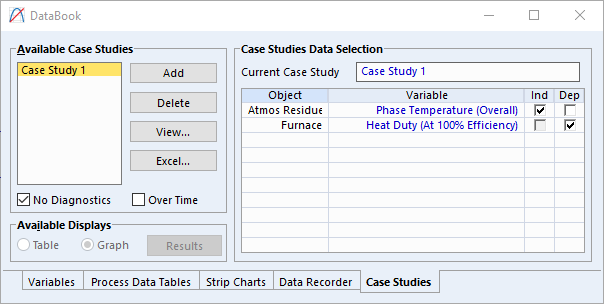 DataBook
Available Case Studies
Case Study 1
Add
Delete
View...
Excel...
No Diagnostics
Over Time
Available Displays
Table
Graph
Results
Case Studies Data Selection
Current Case Study
Case Study 1
Object Variable Ind Dep
Atmos Residue Phase Temperature (Overall)
Furnace Heat Duty (At 100% Efficiency)
Variables Process Data Tables Strip Charts Data Recorder Case Studies